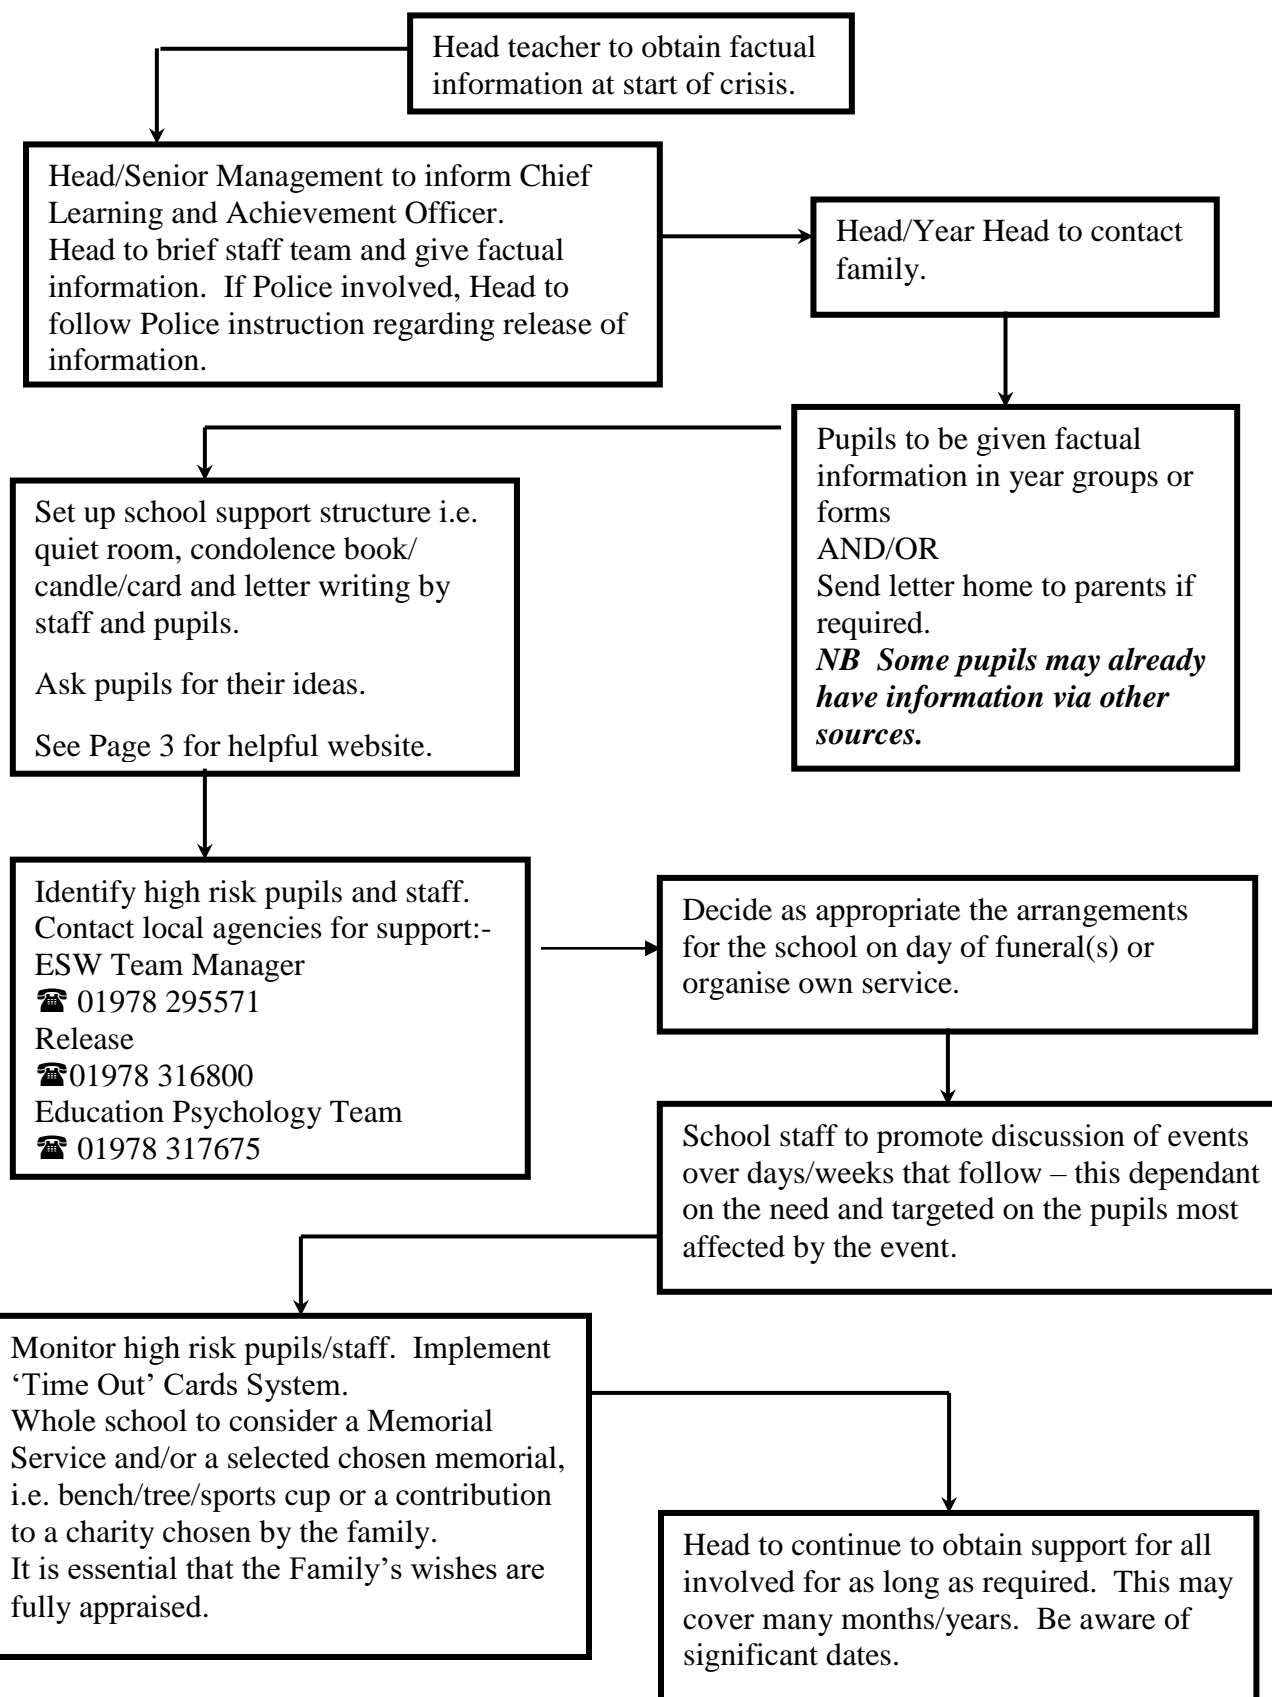 Head teacher to obtain factual
information at start of crisis.
Head/Senior Management to inform Chief
Learning and Achievement Officer.
Head to brief staff team and give factual
information.  If Police involved, Head to
follow Police instruction regarding release of
information.
Head/Year Head to contact
family.
Pupils to be given factual
information in year groups or
forms
AND/OR
Send letter home to parents if
required.
NB  Some pupils may already
have information via other
sources.
Set up school support structure i.e.
quiet room, condolence book/
candle/card and letter writing by
staff and pupils.
Ask pupils for their ideas.
See Page 3 for helpful website.
Identify high risk pupils and staff.
Contact local agencies for support:-
ESW Team Manager
☎ 01978 295571
Release
☎01978 316800
Education Psychology Team
☎ 01978 317675
Decide as appropriate the arrangements
for the school on day of funeral(s) or
organise own service.
School staff to promote discussion of events
over days/weeks that follow – this dependant
on the need and targeted on the pupils most
affected by the event.
Monitor high risk pupils/staff.  Implement
‘Time Out’ Cards System.
Whole school to consider a Memorial
Service and/or a selected chosen memorial,
i.e. bench/tree/sports cup or a contribution
to a charity chosen by the family.
It is essential that the Family’s wishes are
fully appraised.
Head to continue to obtain support for all
involved for as long as required.  This may
cover many months/years.  Be aware of
significant dates.